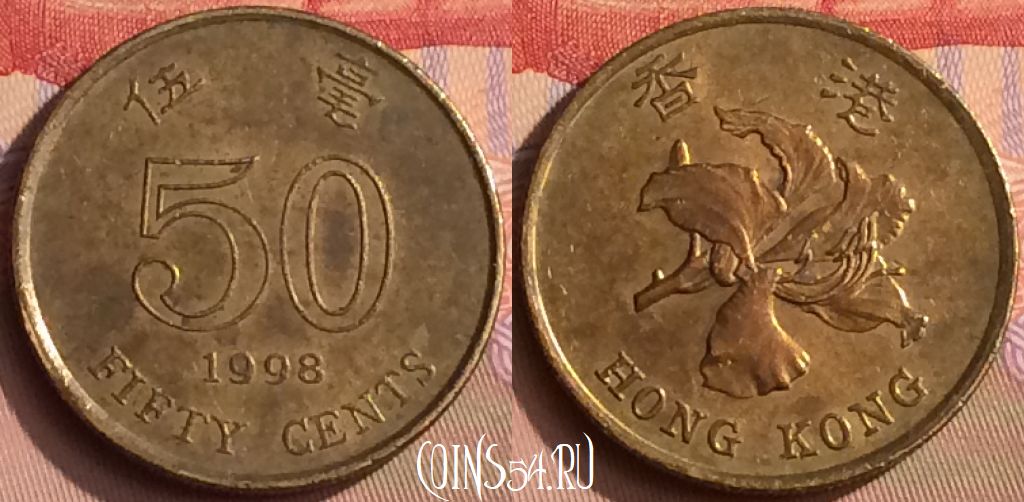 伍 毫
50
1998
FIFTY CENTS
香 港
HONG KONG
COINS54.RU